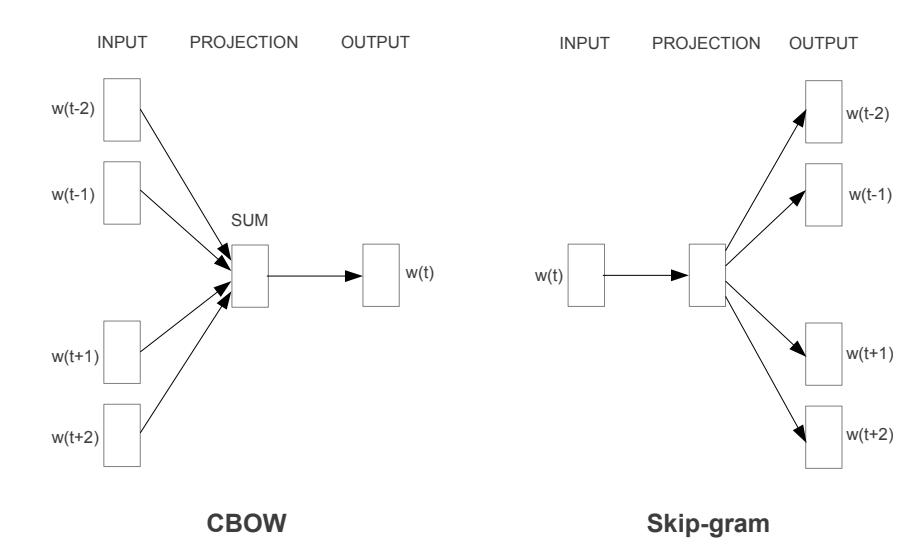 INPUT PROJECTION OUTPUT
w(t-2)
w(t-1)
SUM
w(t)
w(t+1)
w(t+2)
CBOW
INPUT PROJECTION OUTPUT
w(t-2)
w(t-1)
w(t)
w(t+1)
w(t+2)
Skip-gram